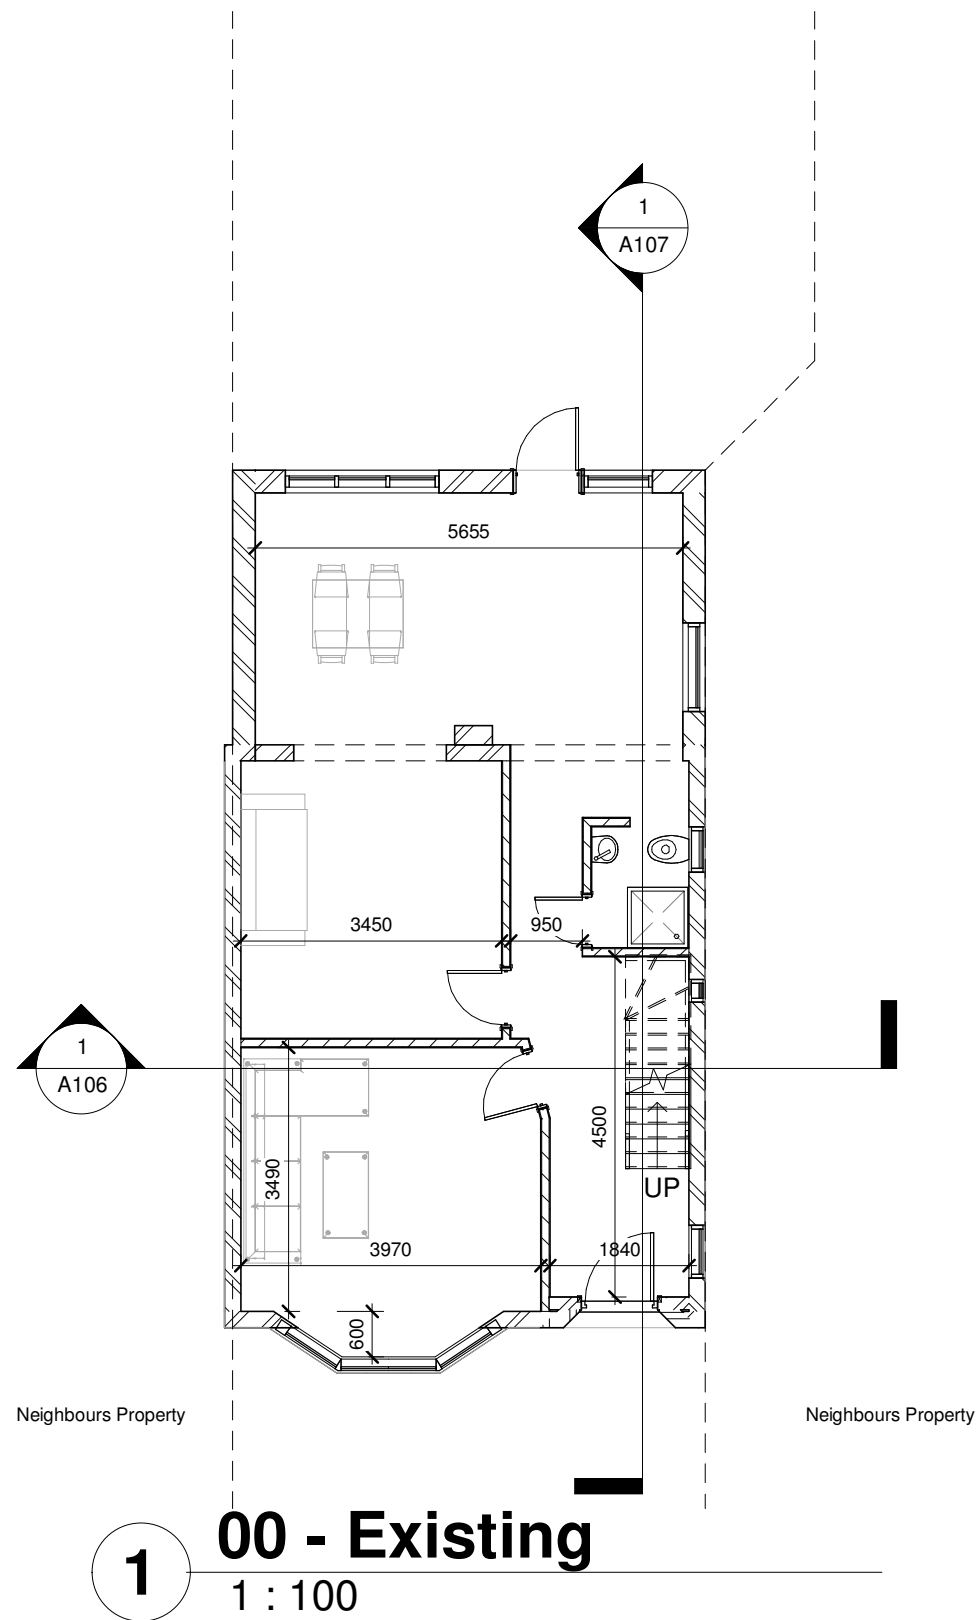 1
A107
5655
3450
950
1
A106
4500
3490
UP
3970
1840
600
Neighbours Property
Neighbours Property
1
00 - Existing
1 : 100